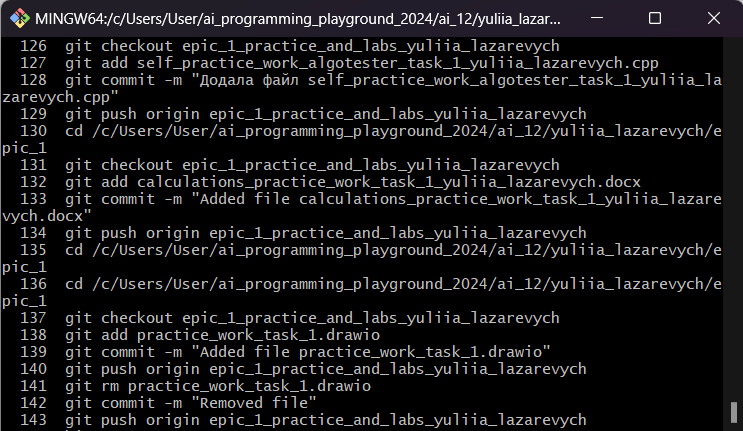 MINGW64:/c/Users/User/ai_programming_playground_2024/ai_12/yuliia_lazar...
126 git checkout epic_1_practice_and_labs_yuliia_lazarevych
127 git add self_practice_work_algotester_task_1_yuliia_lazarevych.cpp
128 git commit -m "Додала файл self_practice_work_algotester_task_1_yuliia_la
zarevych.cpp"
129 git push origin epic_1_practice_and_labs_yuliia_lazarevych
130 cd /c/Users/User/ai_programming_playground_2024/ai_12/yuliia_lazarevych/e
pic_1
131 git checkout epic_1_practice_and_labs_yuliia_lazarevych
132 git add calculations_practice_work_task_1_yuliia_lazarevych.docx
133 git commit -m "Added file calculations_practice_work_task_1_yuliia_lazare
vych.docx"
134 git push origin epic_1_practice_and_labs_yuliia_lazarevych
135 cd /c/Users/User/ai_programming_playground_2024/ai_12/yuliia_lazarevych/e
pic_1
136 cd /c/Users/User/ai_programming_playground_2024/ai_12/yuliia_lazarevych/e
pic_1
137 git checkout epic_1_practice_and_labs_yuliia_lazarevych
138 git add practice_work_task_1.drawio
139 git commit -m "Added file practice_work_task_1.drawio"
140 git push origin epic_1_practice_and_labs_yuliia_lazarevych
141 git rm practice_work_task_1.drawio
142 git commit -m "Removed file"
143 git push origin epic_1_practice_and_labs_yuliia_lazarevych